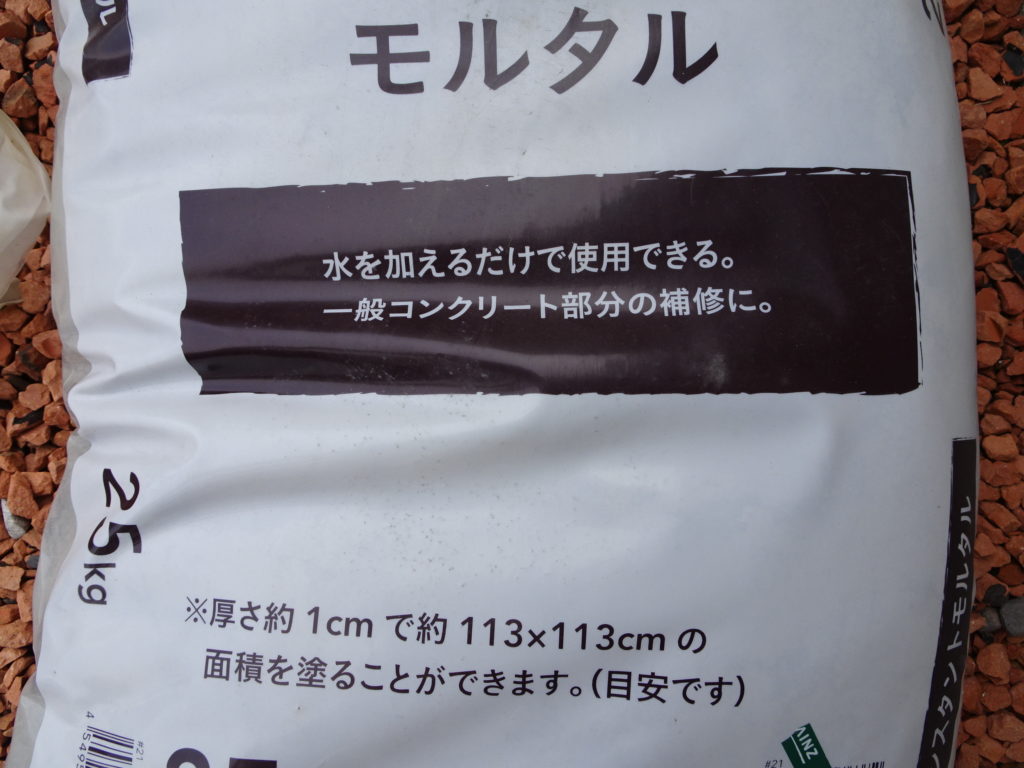 モルタル
水を加えるだけで使用できる。
一般コンクリート部分の補修に。
25kg
※厚さ約 1cm で約 113×113cm の
面積を塗ることができます。(目安です)
スタントモルタル
#21
#21
AINZ